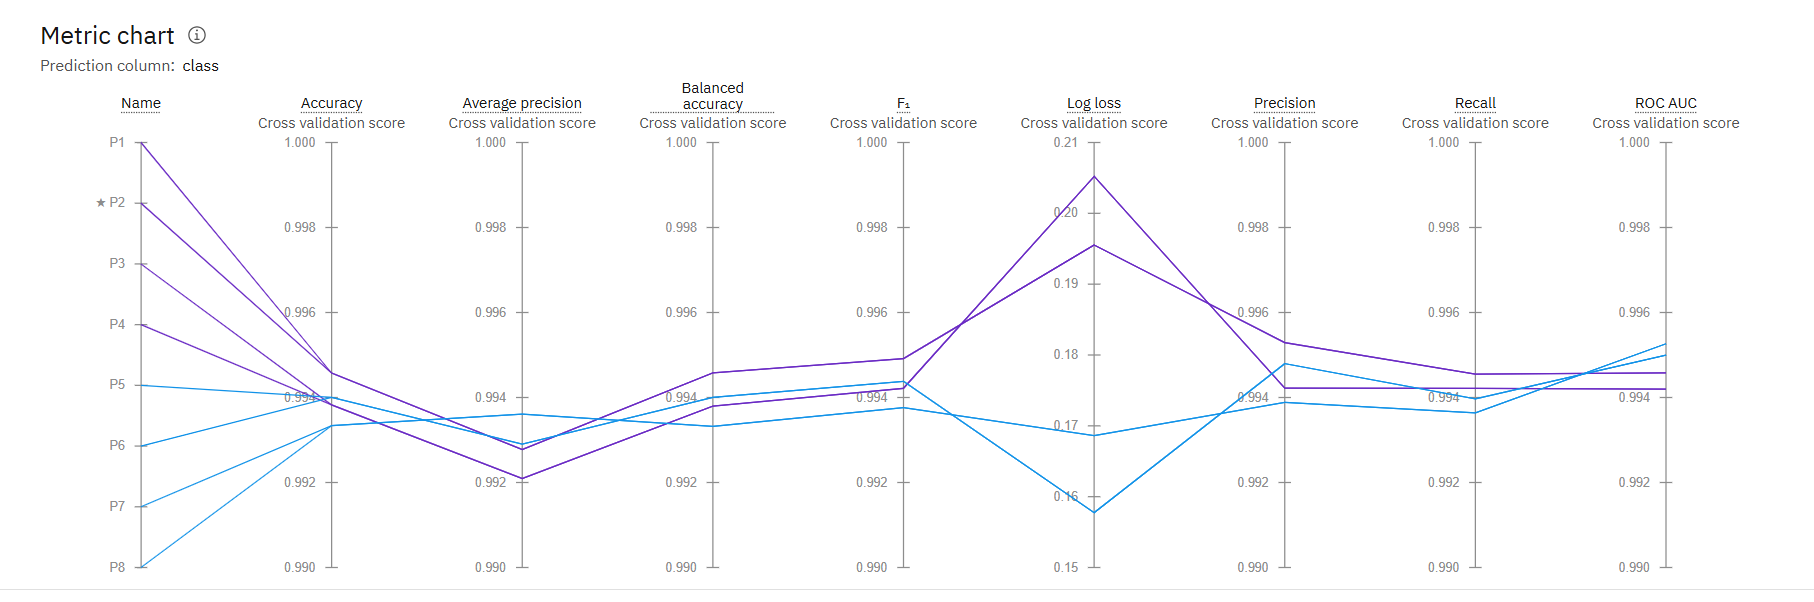 Metric chart
Prediction column: class
Name
Accuracy
Cross validation score
Average precision
Cross validation score
Balanced
accuracy
Cross validation score
F₁
Cross validation score
Log loss
Cross validation score
Precision
Cross validation score
Recall
Cross validation score
ROC AUC
Cross validation score
P1
★ P2
P3
P4
P5
P6
P7
P8
1.000
0.998
0.996
0.994
0.992
0.990
1.000
0.998
0.996
0.994
0.992
0.990
1.000
0.998
0.996
0.994
0.992
0.990
1.000
0.998
0.996
0.994
0.992
0.990
0.21
0.20
0.19
0.18
0.17
0.16
0.15
1.000
0.998
0.996
0.994
0.992
0.990
1.000
0.998
0.996
0.994
0.992
0.990
1.000
0.998
0.996
0.994
0.992
0.990